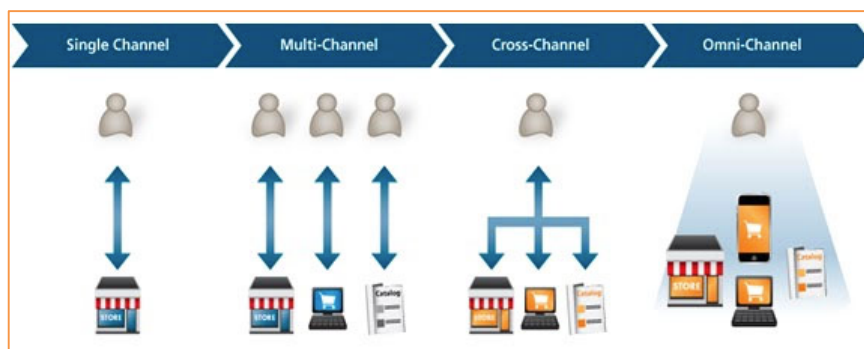 Single Channel
Multi-Channel
Cross-Channel
Omni-Channel
STORE
STORE
Catalog
STORE
Catalog
STORE
Catalog